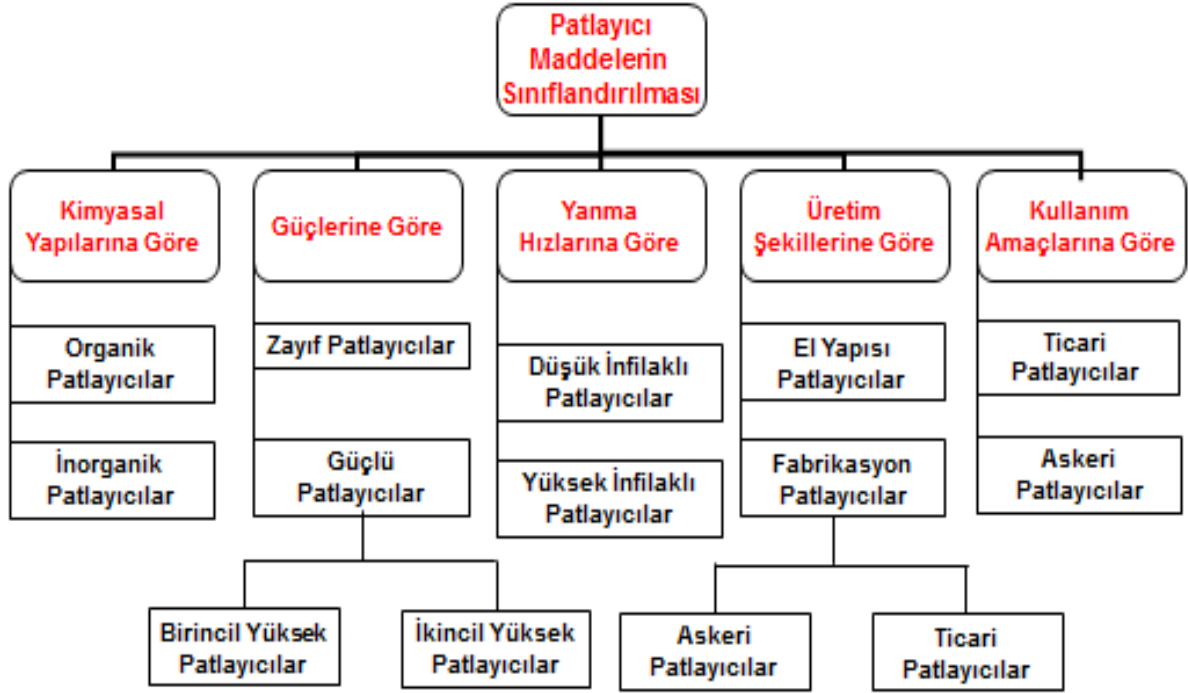 Patlayıcı
Maddelerin
Sınıflandırılması
Kimyasal
Yapılarına Göre
Güçlerine Göre
Yanma
Hızlarına Göre
Üretim
Şekillerine Göre
Kullanım
Amaçlarına Göre
Organik
Patlayıcılar
İnorganik
Patlayıcılar
Zayıf Patlayıcılar
Güçlü
Patlayıcılar
Birincil Yüksek
Patlayıcılar
İkincil Yüksek
Patlayıcılar
Düşük İnfilaklı
Patlayıcılar
Yüksek İnfilaklı
Patlayıcılar
El Yapısı
Patlayıcılar
Fabrikasyon
Patlayıcılar
Askeri
Patlayıcılar
Ticari
Patlayıcılar
Ticari
Patlayıcılar
Askeri
Patlayıcılar